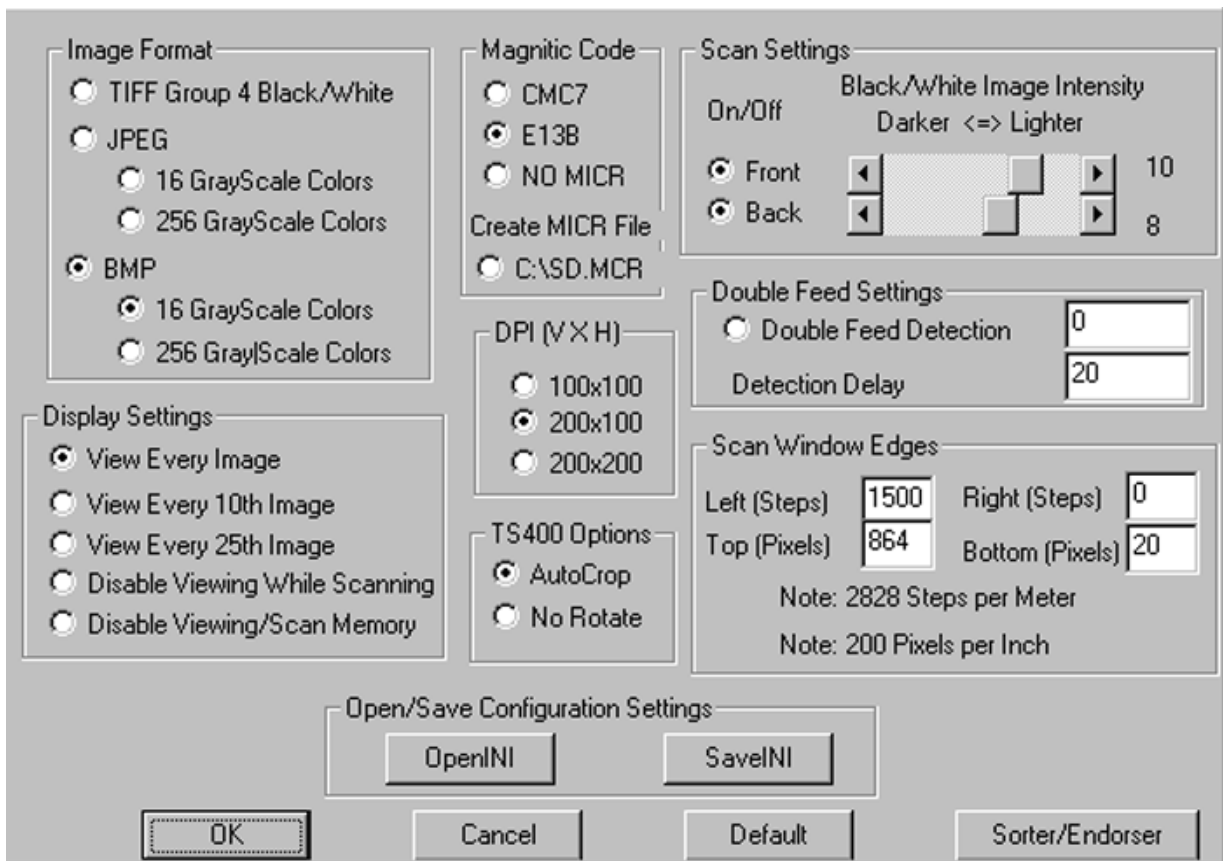 Image Format
TIFF Group 4 Black/White
JPEG
16 GrayScale Colors
256 GrayScale Colors
BMP
16 GrayScale Colors
256 Gray|Scale Colors
Display Settings
View Every Image
View Every 10th Image
View Every 25th Image
Disable Viewing While Scanning
Disable Viewing/Scan Memory
Magnitic Code
CMC7
E13B
NO MICR
Create MICR File
C:\SD.MCR
DPI (V X H)
100x100
200x100
200x200
TS400 Options
AutoCrop
No Rotate
Scan Settings
Black/White Image Intensity
On/Off
Darker <=> Lighter
Front
10
Back
8
Double Feed Settings
Double Feed Detection
0
Detection Delay
20
Scan Window Edges
Left (Steps)
1500
Right (Steps)
0
Top (Pixels)
864
Bottom (Pixels)
20
Note: 2828 Steps per Meter
Note: 200 Pixels per Inch
Open/Save Configuration Settings
OpenINI
SaveINI
OK
Cancel
Default
Sorter/Endorser